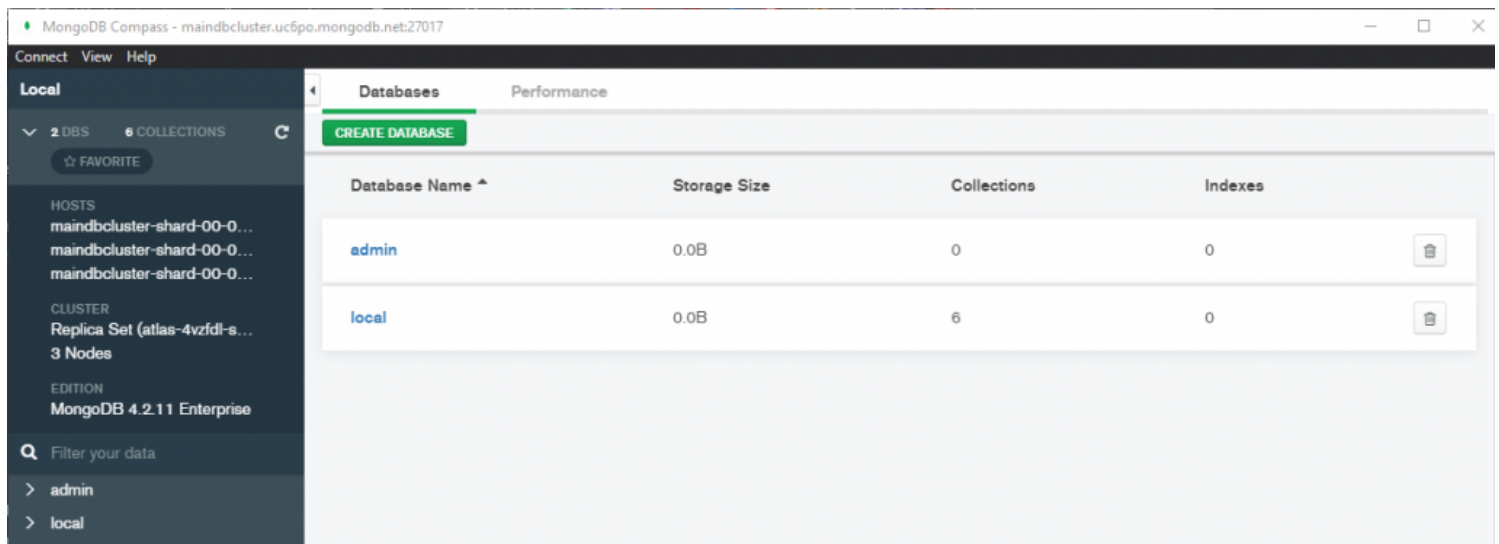 MongoDB Compass - maindbcluster.uc6po.mongodb.net:27017
Connect View Help
Local
2 DBS 6 COLLECTIONS
FAVORITE
HOSTS
maindbcluster-shard-00-0...
maindbcluster-shard-00-0...
maindbcluster-shard-00-0...
CLUSTER
Replica Set (atlas-4vzfdl-s...
3 Nodes
EDITION
MongoDB 4.2.11 Enterprise
Filter your data
admin
local
Databases Performance
CREATE DATABASE
Database Name Storage Size Collections Indexes
admin 0.0B 0 0
local 0.0B 6 0